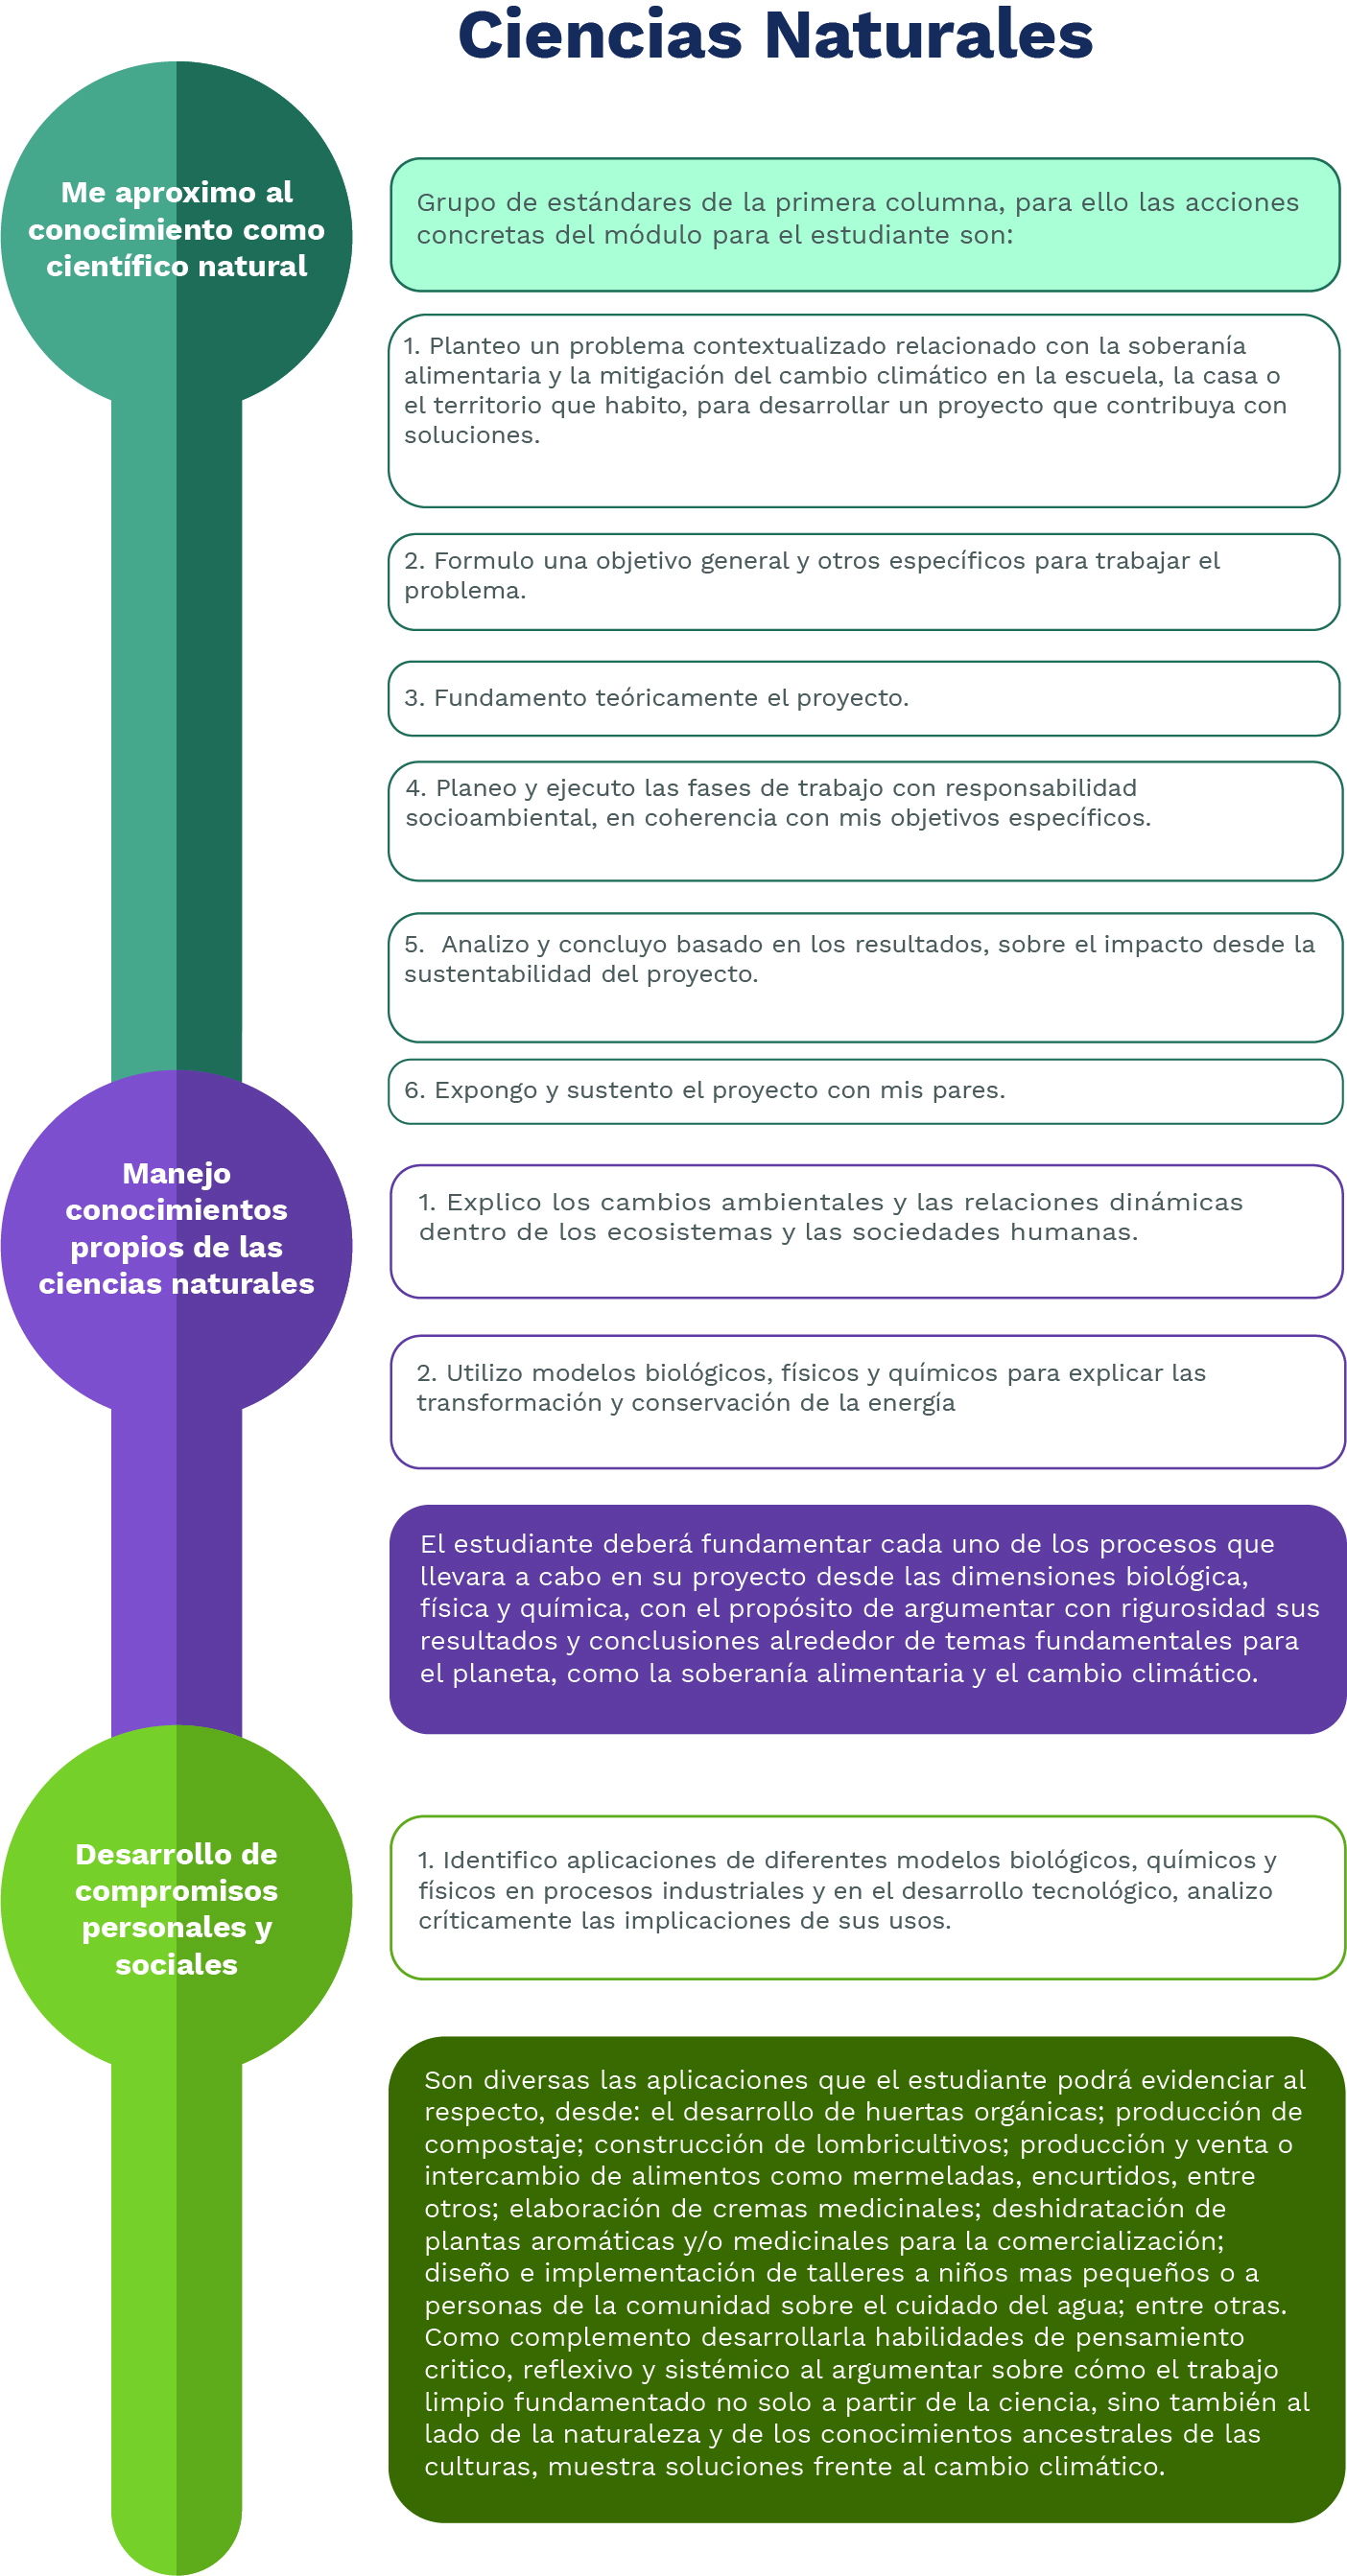 Ciencias Naturales
Me aproximo al
conocimiento como
científico natural
Grupo de estándares de la primera columna, para ello las acciones
concretas del módulo para el estudiante son:
1. Planteo un problema contextualizado relacionado con la soberanía
alimentaria y la mitigación del cambio climático en la escuela, la casa o
el territorio que habito, para desarrollar un proyecto que contribuya con
soluciones.
2. Formulo una objetivo general y otros específicos para trabajar el
problema.
3. Fundamento teóricamente el proyecto.
4. Planeo y ejecuto las fases de trabajo con responsabilidad
socioambiental, en coherencia con mis objetivos específicos.
5.  Analizo y concluyo basado en los resultados, sobre el impacto desde la
sustentabilidad del proyecto.
6. Expongo y sustento el proyecto con mis pares.
Manejo
conocimientos
propios de las
ciencias naturales
1. Explico los cambios ambientales y las relaciones dinámicas
dentro de los ecosistemas y las sociedades humanas.
2. Utilizo modelos biológicos, físicos y químicos para explicar las
transformación y conservación de la energía
El estudiante deberá fundamentar cada uno de los procesos que
llevara a cabo en su proyecto desde las dimensiones biológica,
física y química, con el propósito de argumentar con rigurosidad sus
resultados y conclusiones alrededor de temas fundamentales para
el planeta, como la soberanía alimentaria y el cambio climático.
Desarrollo de
compromisos
personales y
sociales
1. Identifico aplicaciones de diferentes modelos biológicos, químicos y
físicos en procesos industriales y en el desarrollo tecnológico, analizo
críticamente las implicaciones de sus usos.
Son diversas las aplicaciones que el estudiante podrá evidenciar al
respecto, desde: el desarrollo de huertas orgánicas; producción de
compostaje; construcción de lombricultivos; producción y venta o
intercambio de alimentos como mermeladas, encurtidos, entre
otros; elaboración de cremas medicinales; deshidratación de
plantas aromáticas y/o medicinales para la comercialización;
diseño e implementación de talleres a niños mas pequeños o a
personas de la comunidad sobre el cuidado del agua; entre otras.
Como complemento desarrollarla habilidades de pensamiento
critico, reflexivo y sistémico al argumentar sobre cómo el trabajo
limpio fundamentado no solo a partir de la ciencia, sino también al
lado de la naturaleza y de los conocimientos ancestrales de las
culturas, muestra soluciones frente al cambio climático.